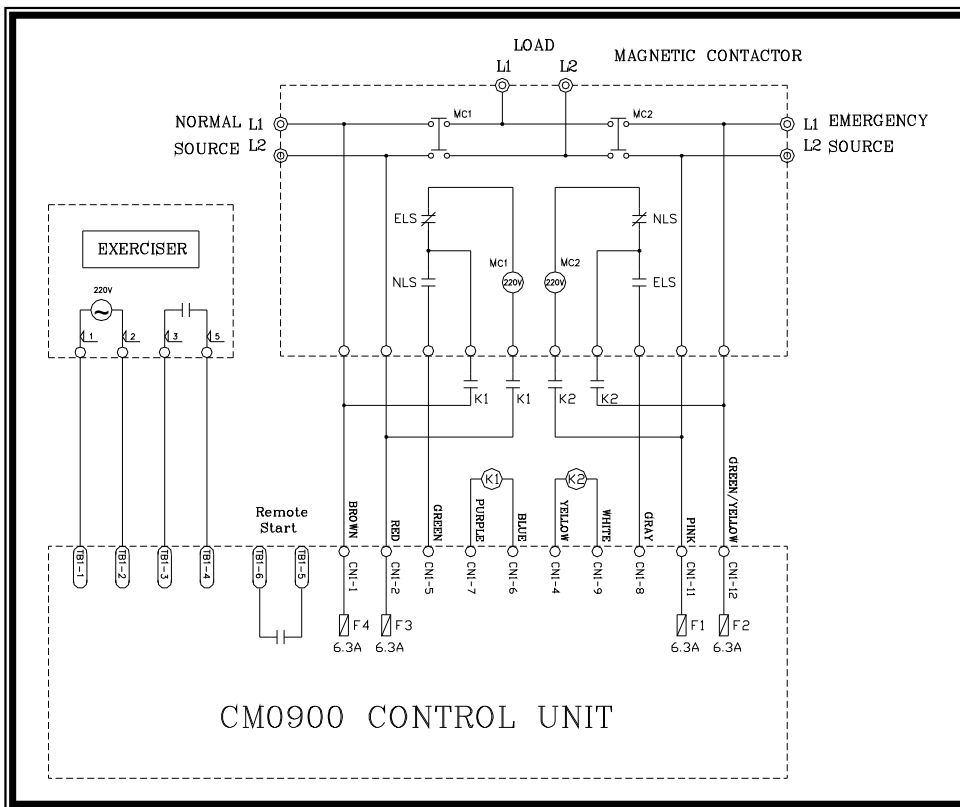 LOAD
L1 L2
MAGNETIC CONTACTOR
NORMAL L1
SOURCE L2
MC1
MC2
L1 EMERGENCY
L2 SOURCE
ELS
NLS
MC1
220V
MC2
220V
NLS
ELS
EXERCISER
220V
1
2
3
5
K1
K1
K2
K2
K1
K2
Remote
Start
BROWN
RED
GREEN
PURPLE
BLUE
YELLOW
WHITE
GRAY
PINK
GREEN/YELLOW
TB1-1
TB1-2
TB1-3
TB1-4
TB1-6
TB1-5
CN1-1
CN1-2
CN1-5
CN1-7
CN1-6
CN1-4
CN1-9
CN1-8
CN1-11
CN1-12
F4
6.3A
F3
6.3A
F1
6.3A
F2
6.3A
CM0900 CONTROL UNIT